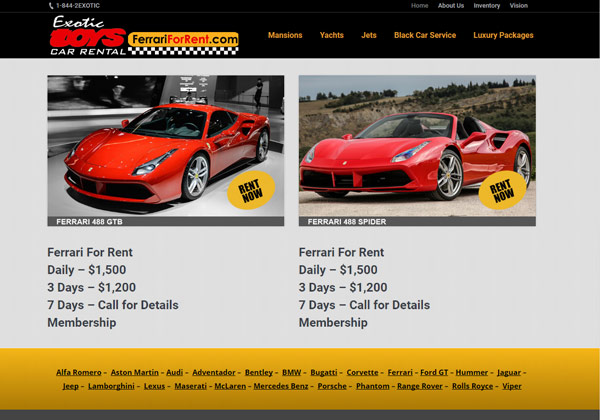 1-844-2EXOTIC
Home About Us Inventory Vision
Exotic
BOYS
CAR RENTAL
FerrariForRent.com
Mansions Yachts Jets Black Car Service Luxury Packages
RENT NOW
FERRARI 488 GTB
RENT NOW
FERRARI 488 SPIDER
Ferrari For Rent
Daily – $1,500
3 Days – $1,200
7 Days – Call for Details
Membership
Ferrari For Rent
Daily – $1,500
3 Days – $1,200
7 Days – Call for Details
Membership
Alfa Romero – Aston Martin – Audi – Adventador – Bentley – BMW – Bugatti – Corvette – Ferrari – Ford GT – Hummer – Jaguar –
Jeep – Lamborghini – Lexus – Maserati – McLaren – Mercedes Benz – Porsche – Phantom – Range Rover – Rolls Royce – Viper